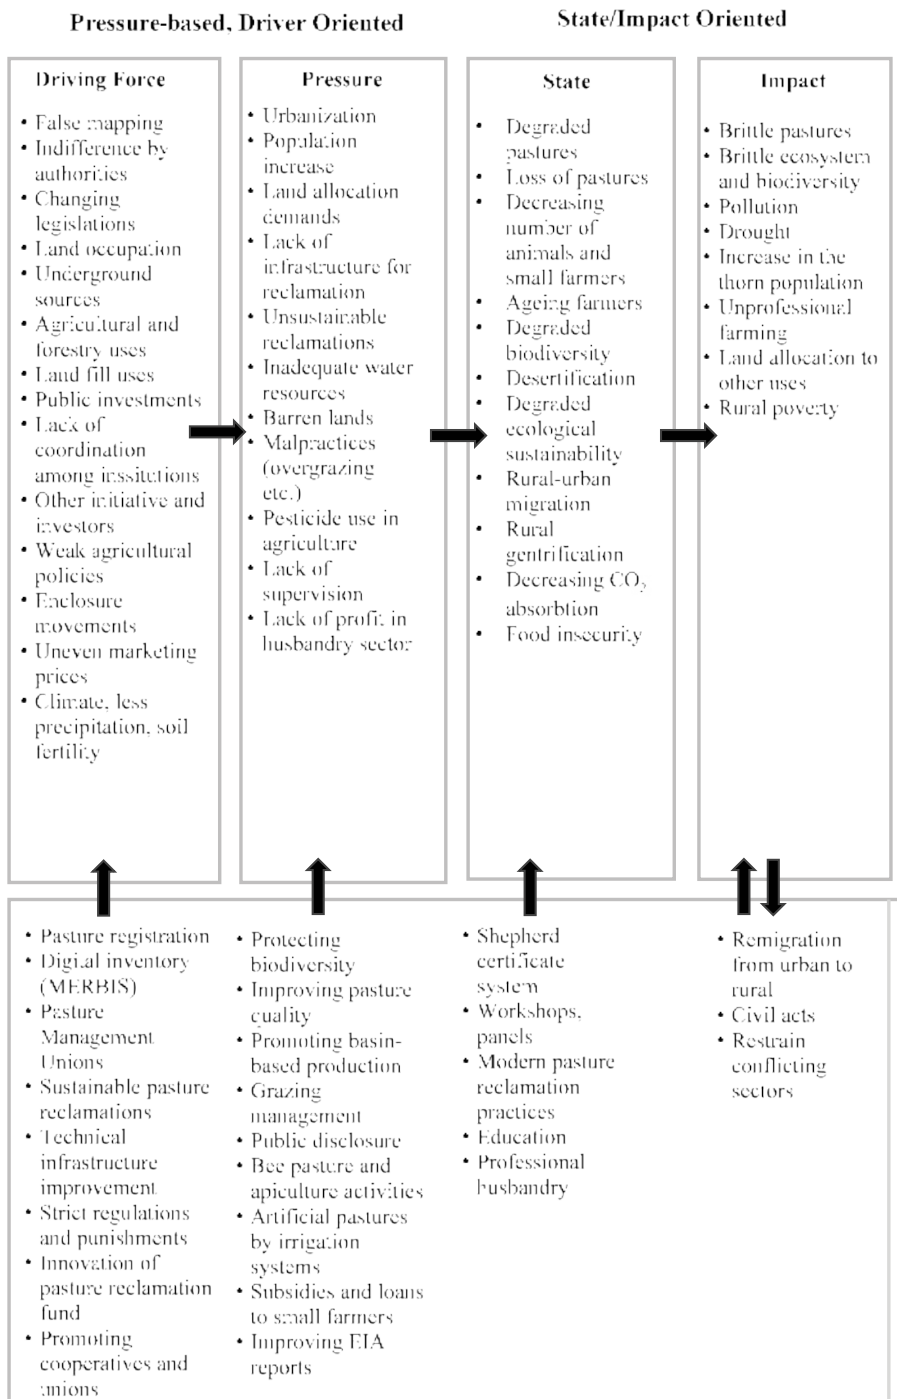 Pressure-based, Driver Oriented
State/Impact Oriented
Driving Force
• False mapping
• Indifference by
authorities
• Changing
legislations
• Land occupation
• Underground
sources
• Agricultural and
forestry uses
• Land fill uses
• Public investments
• Lack of
coordination
among inssitutions
• Other initiative and
investors
• Weak agricultural
policies
• Enclosure
movements
• Uneven marketing
prices
• Climate, less
precipitation, soil
fertility
Pressure
• Urbanization
• Population
increase
• Land allocation
demands
• Lack of
infrastructure for
reclamation
• Unsustainable
reclamations
• Inadequate water
resources
• Barren lands
• Malpractices
(overgrazing
etc.)
• Pesticide use in
agriculture
• Lack of
supervision
• Lack of profit in
husbandry sector
State
• Degraded
pastures
• Loss of pastures
• Decreasing
number of
animals and
small farmers
• Ageing farmers
• Degraded
biodiversity
• Desertification
• Degraded
ecological
sustainability
• Rural-urban
migration
• Rural
gentrification
• Decreasing CO₂
absorbtion
• Food insecurity
Impact
• Brittle pastures
• Brittle ecosystem
and biodiversity
• Pollution
• Drought
• Increase in the
thorn population
• Unprofessional
farming
• Land allocation to
other uses
• Rural poverty
• Pasture registration
• Digital inventory
(MERBIS)
• Pasture
Management
Unions
• Sustainable pasture
reclamations
• Technical
infrastructure
improvement
• Strict regulations
and punishments
• Innovation of
pasture reclamation
fund
• Promoting
cooperatives and
unions
• Protecting
biodiversity
• Improving pasture
quality
• Promoting basin-
based production
• Grazing
management
• Public disclosure
• Bee pasture and
apiculture activities
• Artificial pastures
by irrigation
systems
• Subsidies and loans
to small farmers
• Improving EIA
reports
• Shepherd
certificate
system
• Workshops,
panels
• Modern pasture
reclamation
practices
• Education
• Professional
husbandry
• Remigration
from urban to
rural
• Civil acts
• Restrain
conflicting
sectors